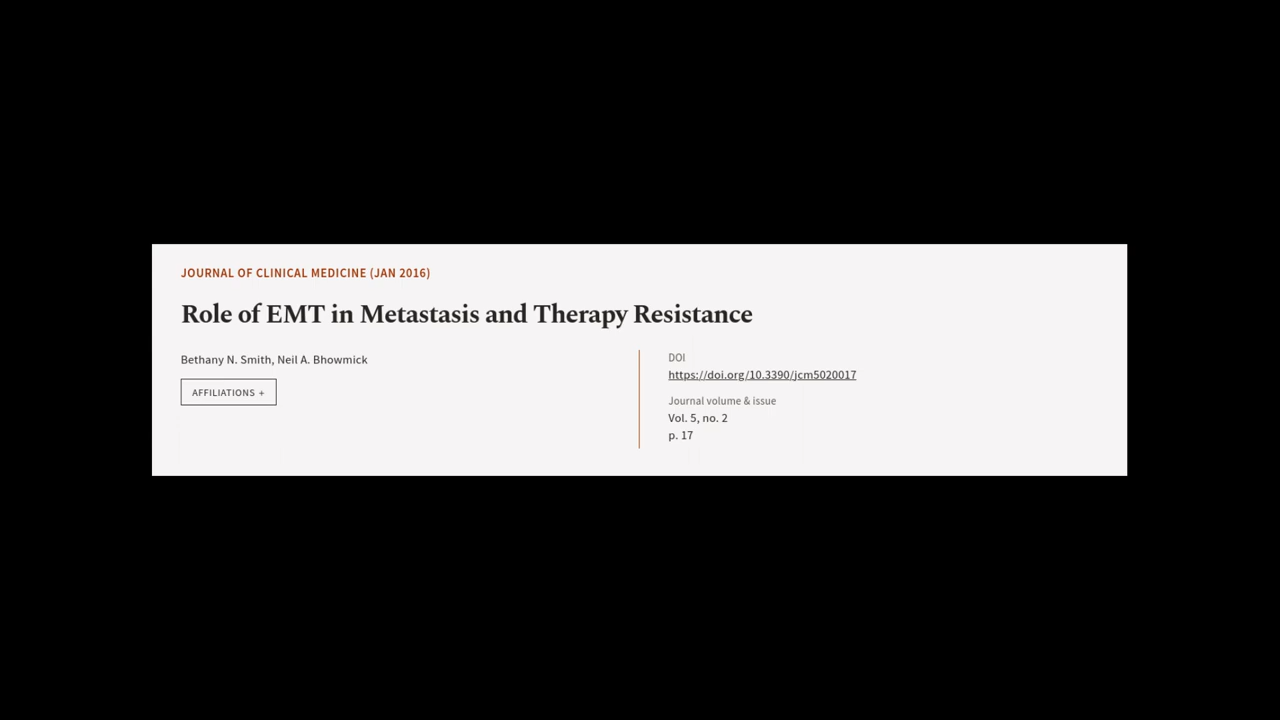 JOURNAL OF CLINICAL MEDICINE (JAN 2016)
Role of EMT in Metastasis and Therapy Resistance
Bethany N. Smith, Neil A. Bhowmick
AFFILIATIONS +
DOI
https://doi.org/10.3390/jcm5020017
Journal volume & issue
Vol. 5, no. 2
p. 17